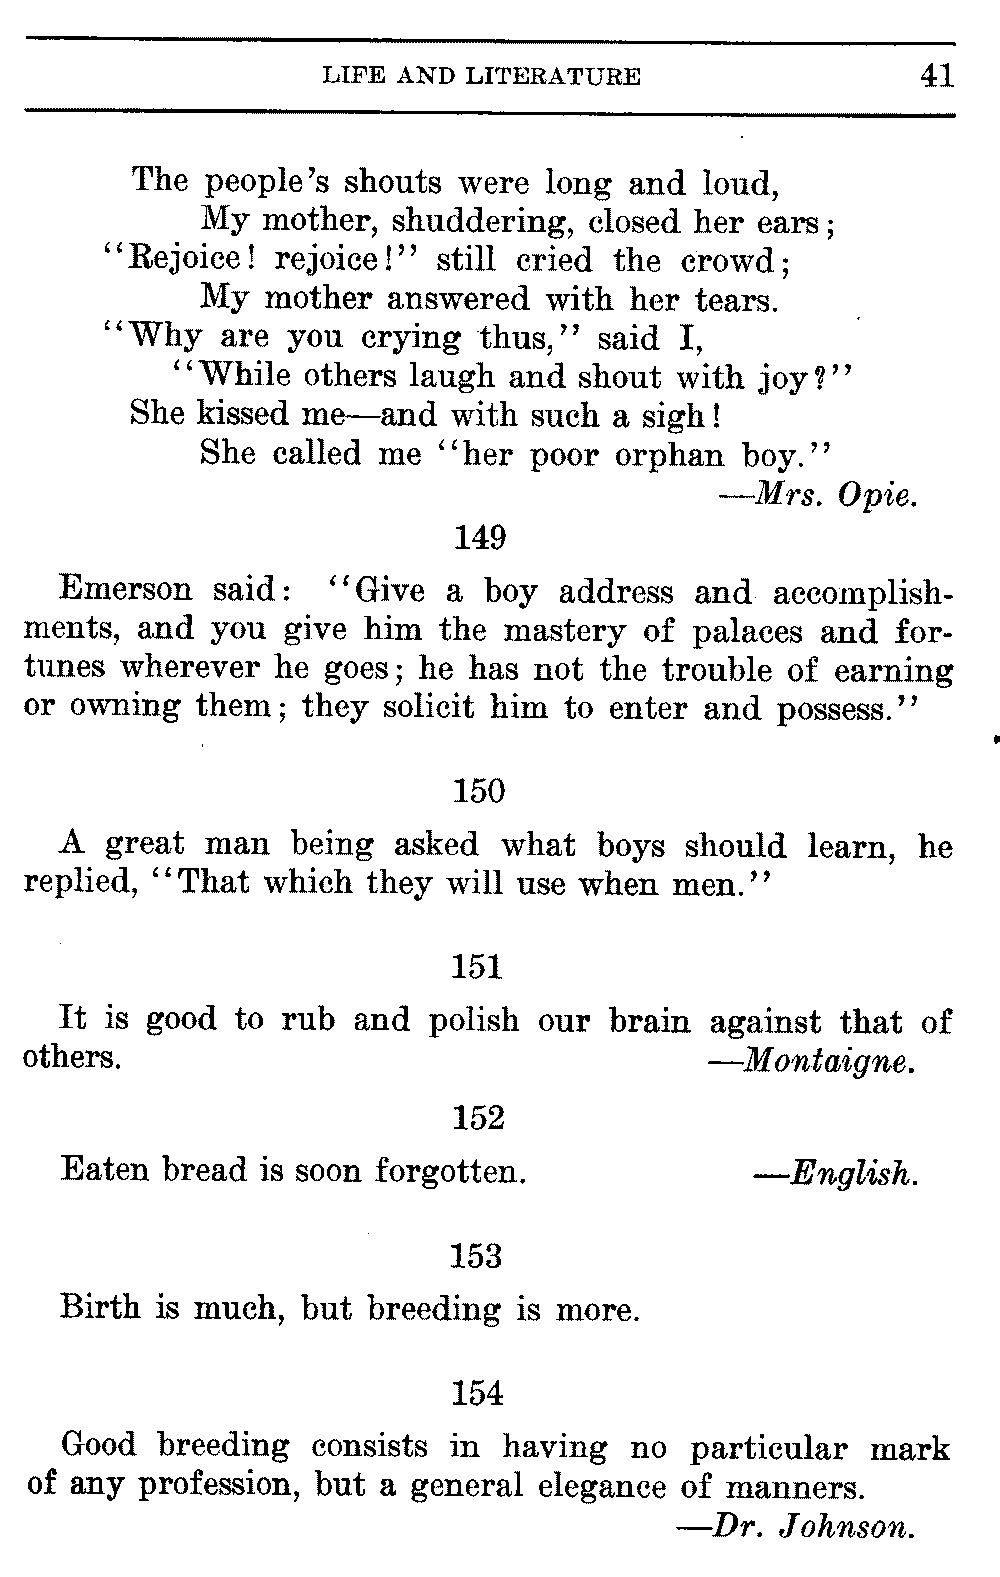 LIFE AND LITERATURE 41
The people's shouts were long and loud,
My mother, shuddering, closed her ears;
"Rejoice! rejoice!" still cried the crowd;
My mother answered with her tears.
"Why are you crying thus," said I,
"While others laugh and shout with joy?"
She kissed me—and with such a sigh!
She called me "her poor orphan boy."
—Mrs. Opie.
149
Emerson said: "Give a boy address and accomplish-
ments, and you give him the mastery of palaces and for-
tunes wherever he goes; he has not the trouble of earning
or owning them; they solicit him to enter and possess."
150
A great man being asked what boys should learn, he
replied, "That which they will use when men."
151
It is good to rub and polish our brain against that of
others. —Montaigne.
152
Eaten bread is soon forgotten. —English.
153
Birth is much, but breeding is more.
154
Good breeding consists in having no particular mark
of any profession, but a general elegance of manners.
—Dr. Johnson.